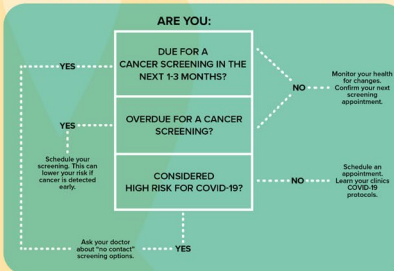 ARE YOU:
DUE FOR A
CANCER SCREENING IN THE
NEXT 1-3 MONTHS?
YES
NO
Monitor your health
for changes.
Confirm your next
screening
appointment.
OVERDUE FOR A CANCER
SCREENING?
YES
Schedule your
screening. This can
lower your risk if
cancer is detected
early.
CONSIDERED
HIGH RISK FOR COVID-19?
NO
Schedule an
appointment.
Learn your clinics
COVID-19
protocols.
YES
Ask your doctor
about "no contact"
screening options.